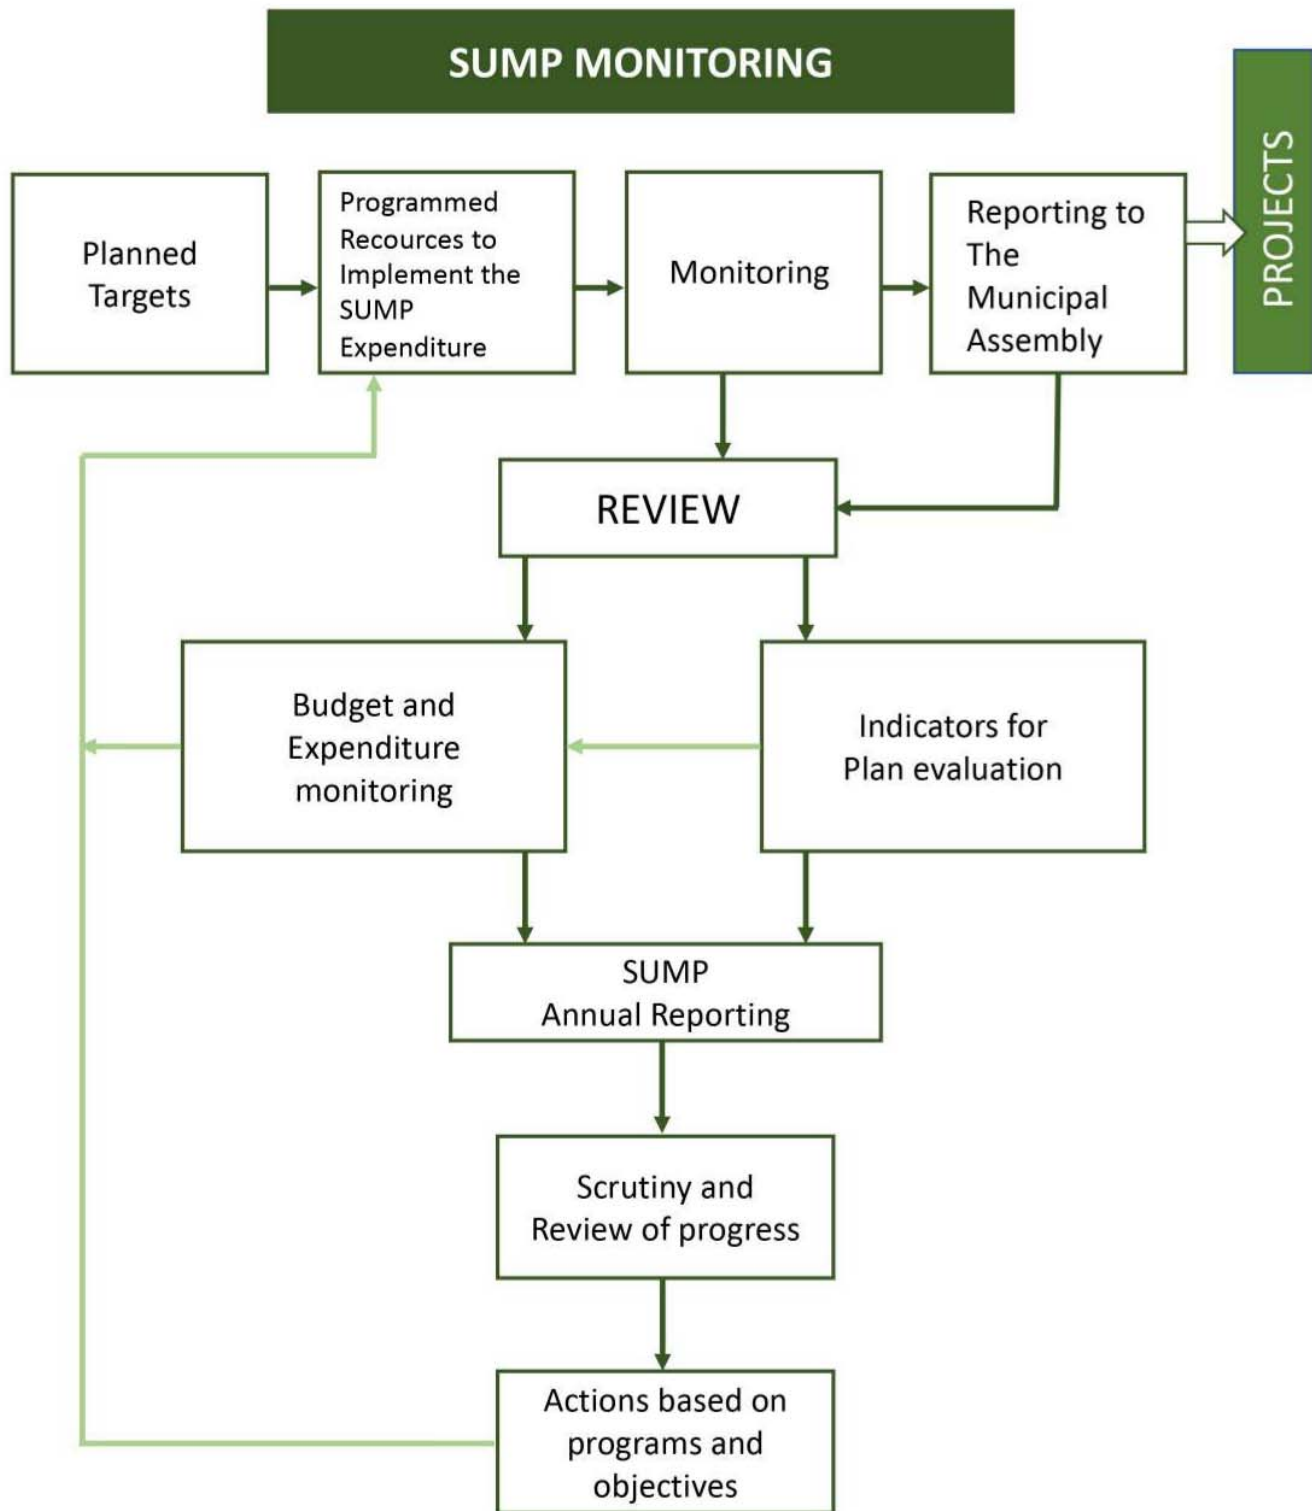 SUMP MONITORING
PROJECTS
Planned
Targets
Programmed
Recources to
Implement the
SUMP
Expenditure
Monitoring
Reporting to
The
Municipal
Assembly
REVIEW
Budget and
Expenditure
monitoring
Indicators for
Plan evaluation
SUMP
Annual Reporting
Scrutiny and
Review of progress
Actions based on
programs and
objectives